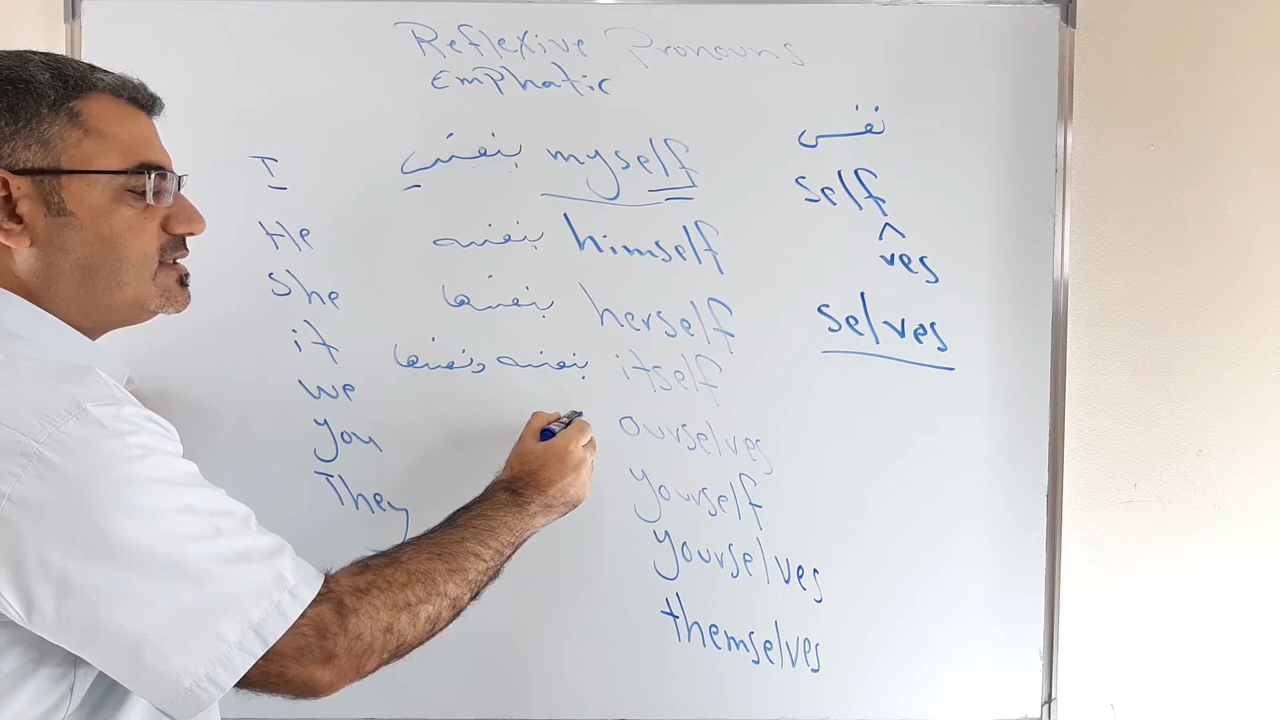 Reflexive Pronouns
Emphatic
نفس
I بنفسي myself
self
He بنفسه himself
ves
She بنفسها herself
selves
it بنفسه ونفسها itself
we ourselves
you yourself
They yourselves
themselves